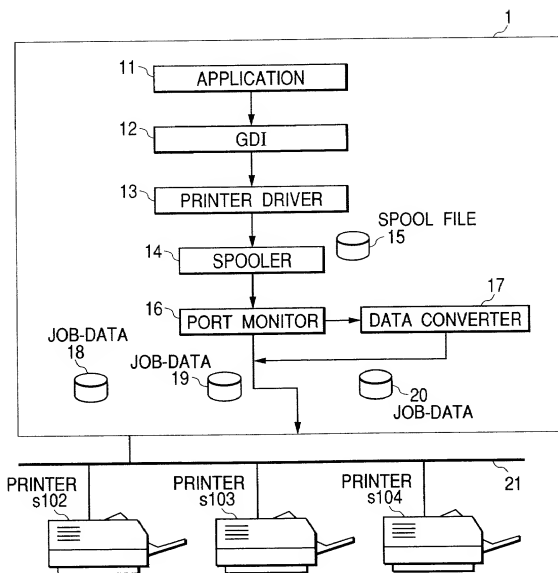 1
11
APPLICATION
12
GDI
13
PRINTER DRIVER
SPOOL FILE
15
14
SPOOLER
17
16
PORT MONITOR
DATA CONVERTER
JOB-DATA
18
JOB-DATA
19
20
JOB-DATA
21
PRINTER
s102
PRINTER
s103
PRINTER
s104